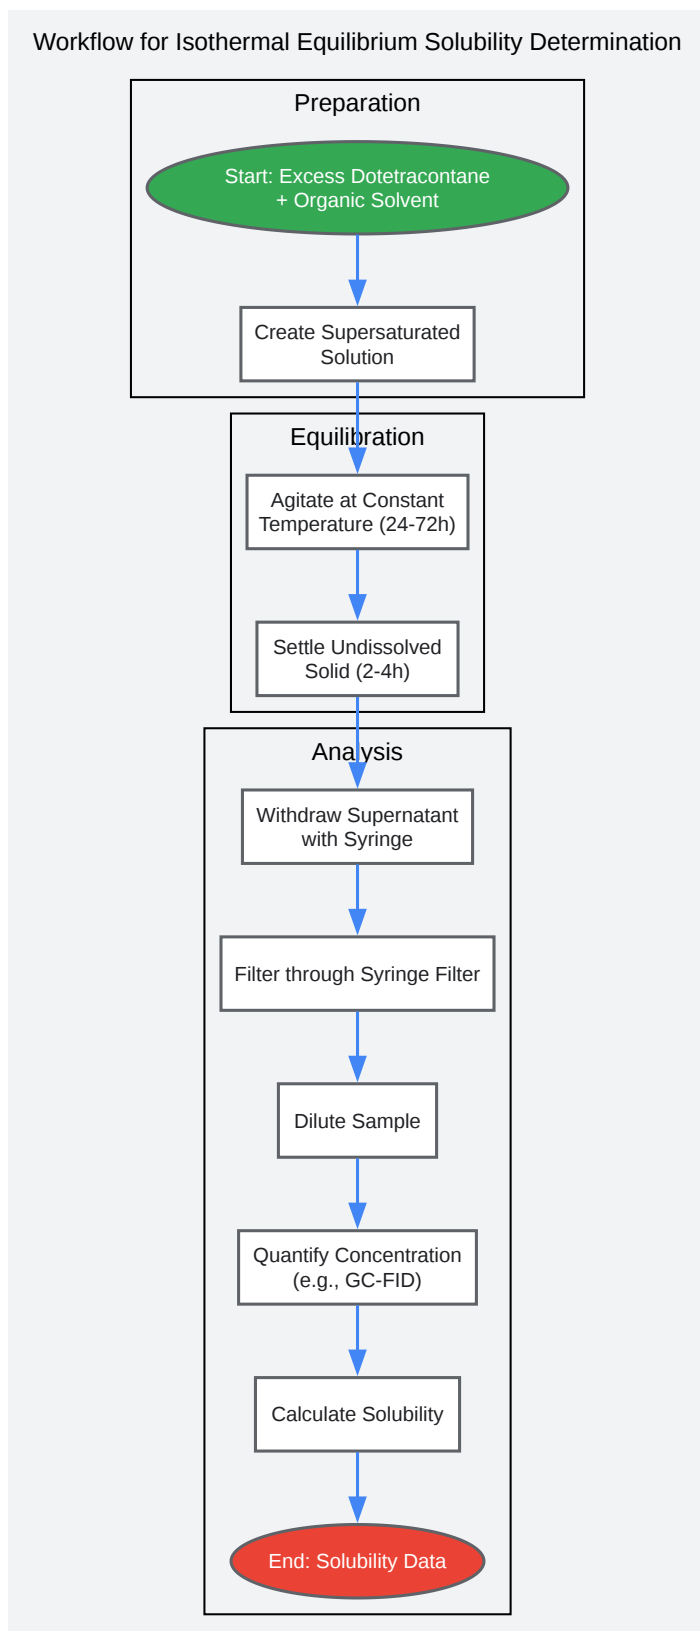 Workflow for Isothermal Equilibrium Solubility Determination
Preparation
Start: Excess Dotetracontane
+ Organic Solvent
Create Supersaturated
Solution
Equilibration
Agitate at Constant
Temperature (24-72h)
Settle Undissolved
Solid (2-4h)
Analysis
Withdraw Supernatant
with Syringe
Filter through Syringe Filter
Dilute Sample
Quantify Concentration
(e.g., GC-FID)
Calculate Solubility
End: Solubility Data